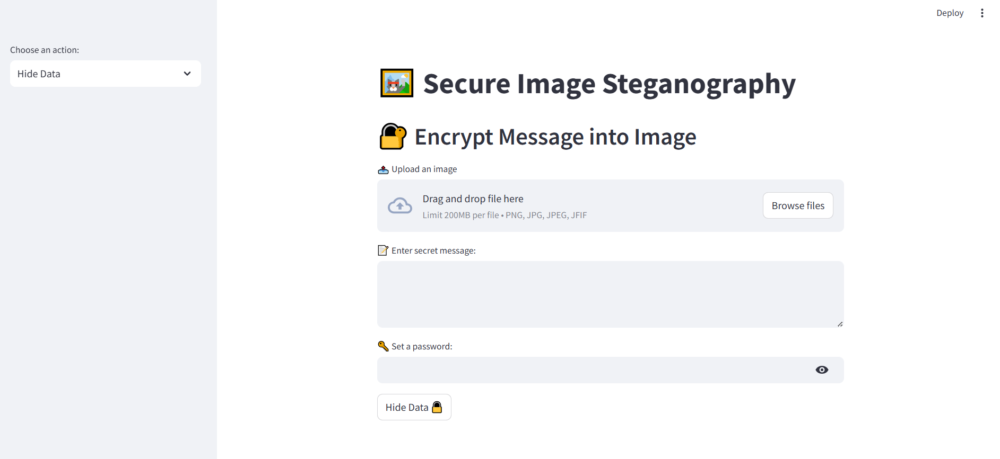 Deploy
Choose an action:
Hide Data
Secure Image Steganography
Encrypt Message into Image
Upload an image
Drag and drop file here
Limit 200MB per file • PNG, JPG, JPEG, JFIF
Browse files
Enter secret message:
Set a password:
Hide Data